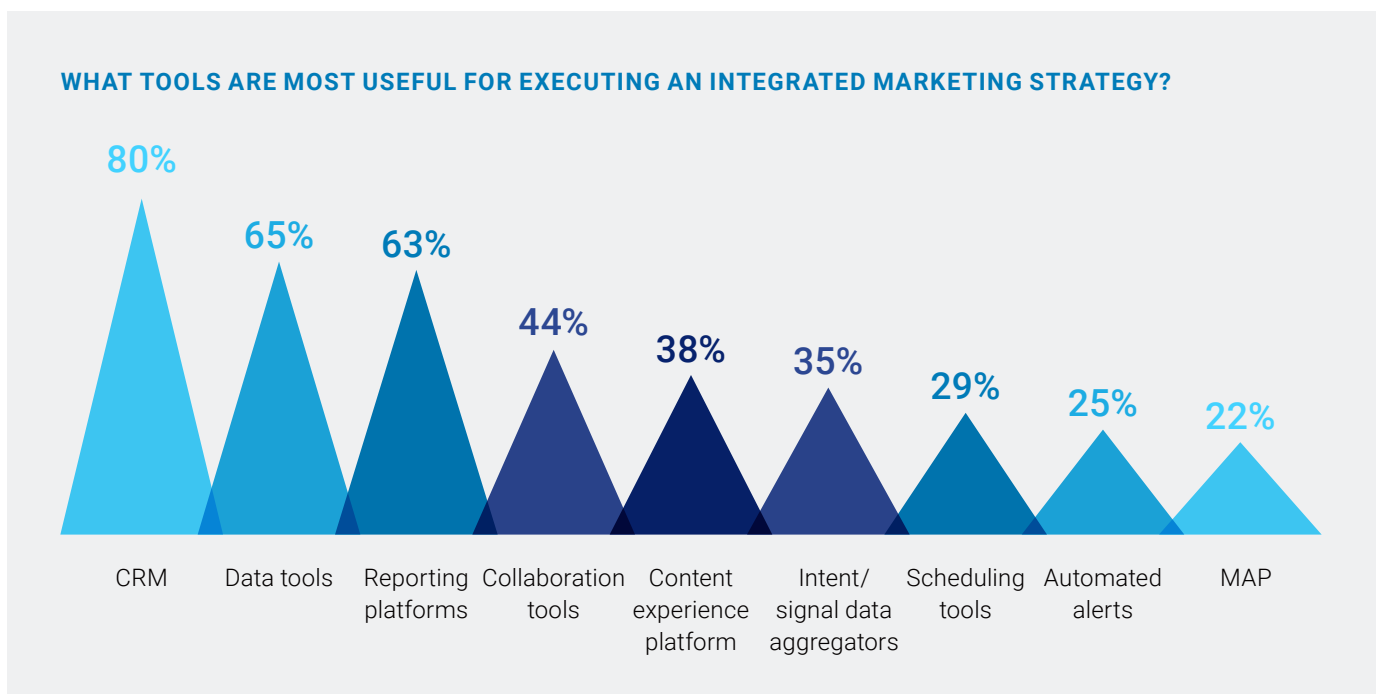 WHAT TOOLS ARE MOST USEFUL FOR EXECUTING AN INTEGRATED MARKETING STRATEGY?
80%
65%
63%
44%
38%
35%
29%
25%
22%
CRM
Data tools
Reporting
platforms
Collaboration
tools
Content
experience
platform
Intent/
signal data
aggregators
Scheduling
tools
Automated
alerts
MAP